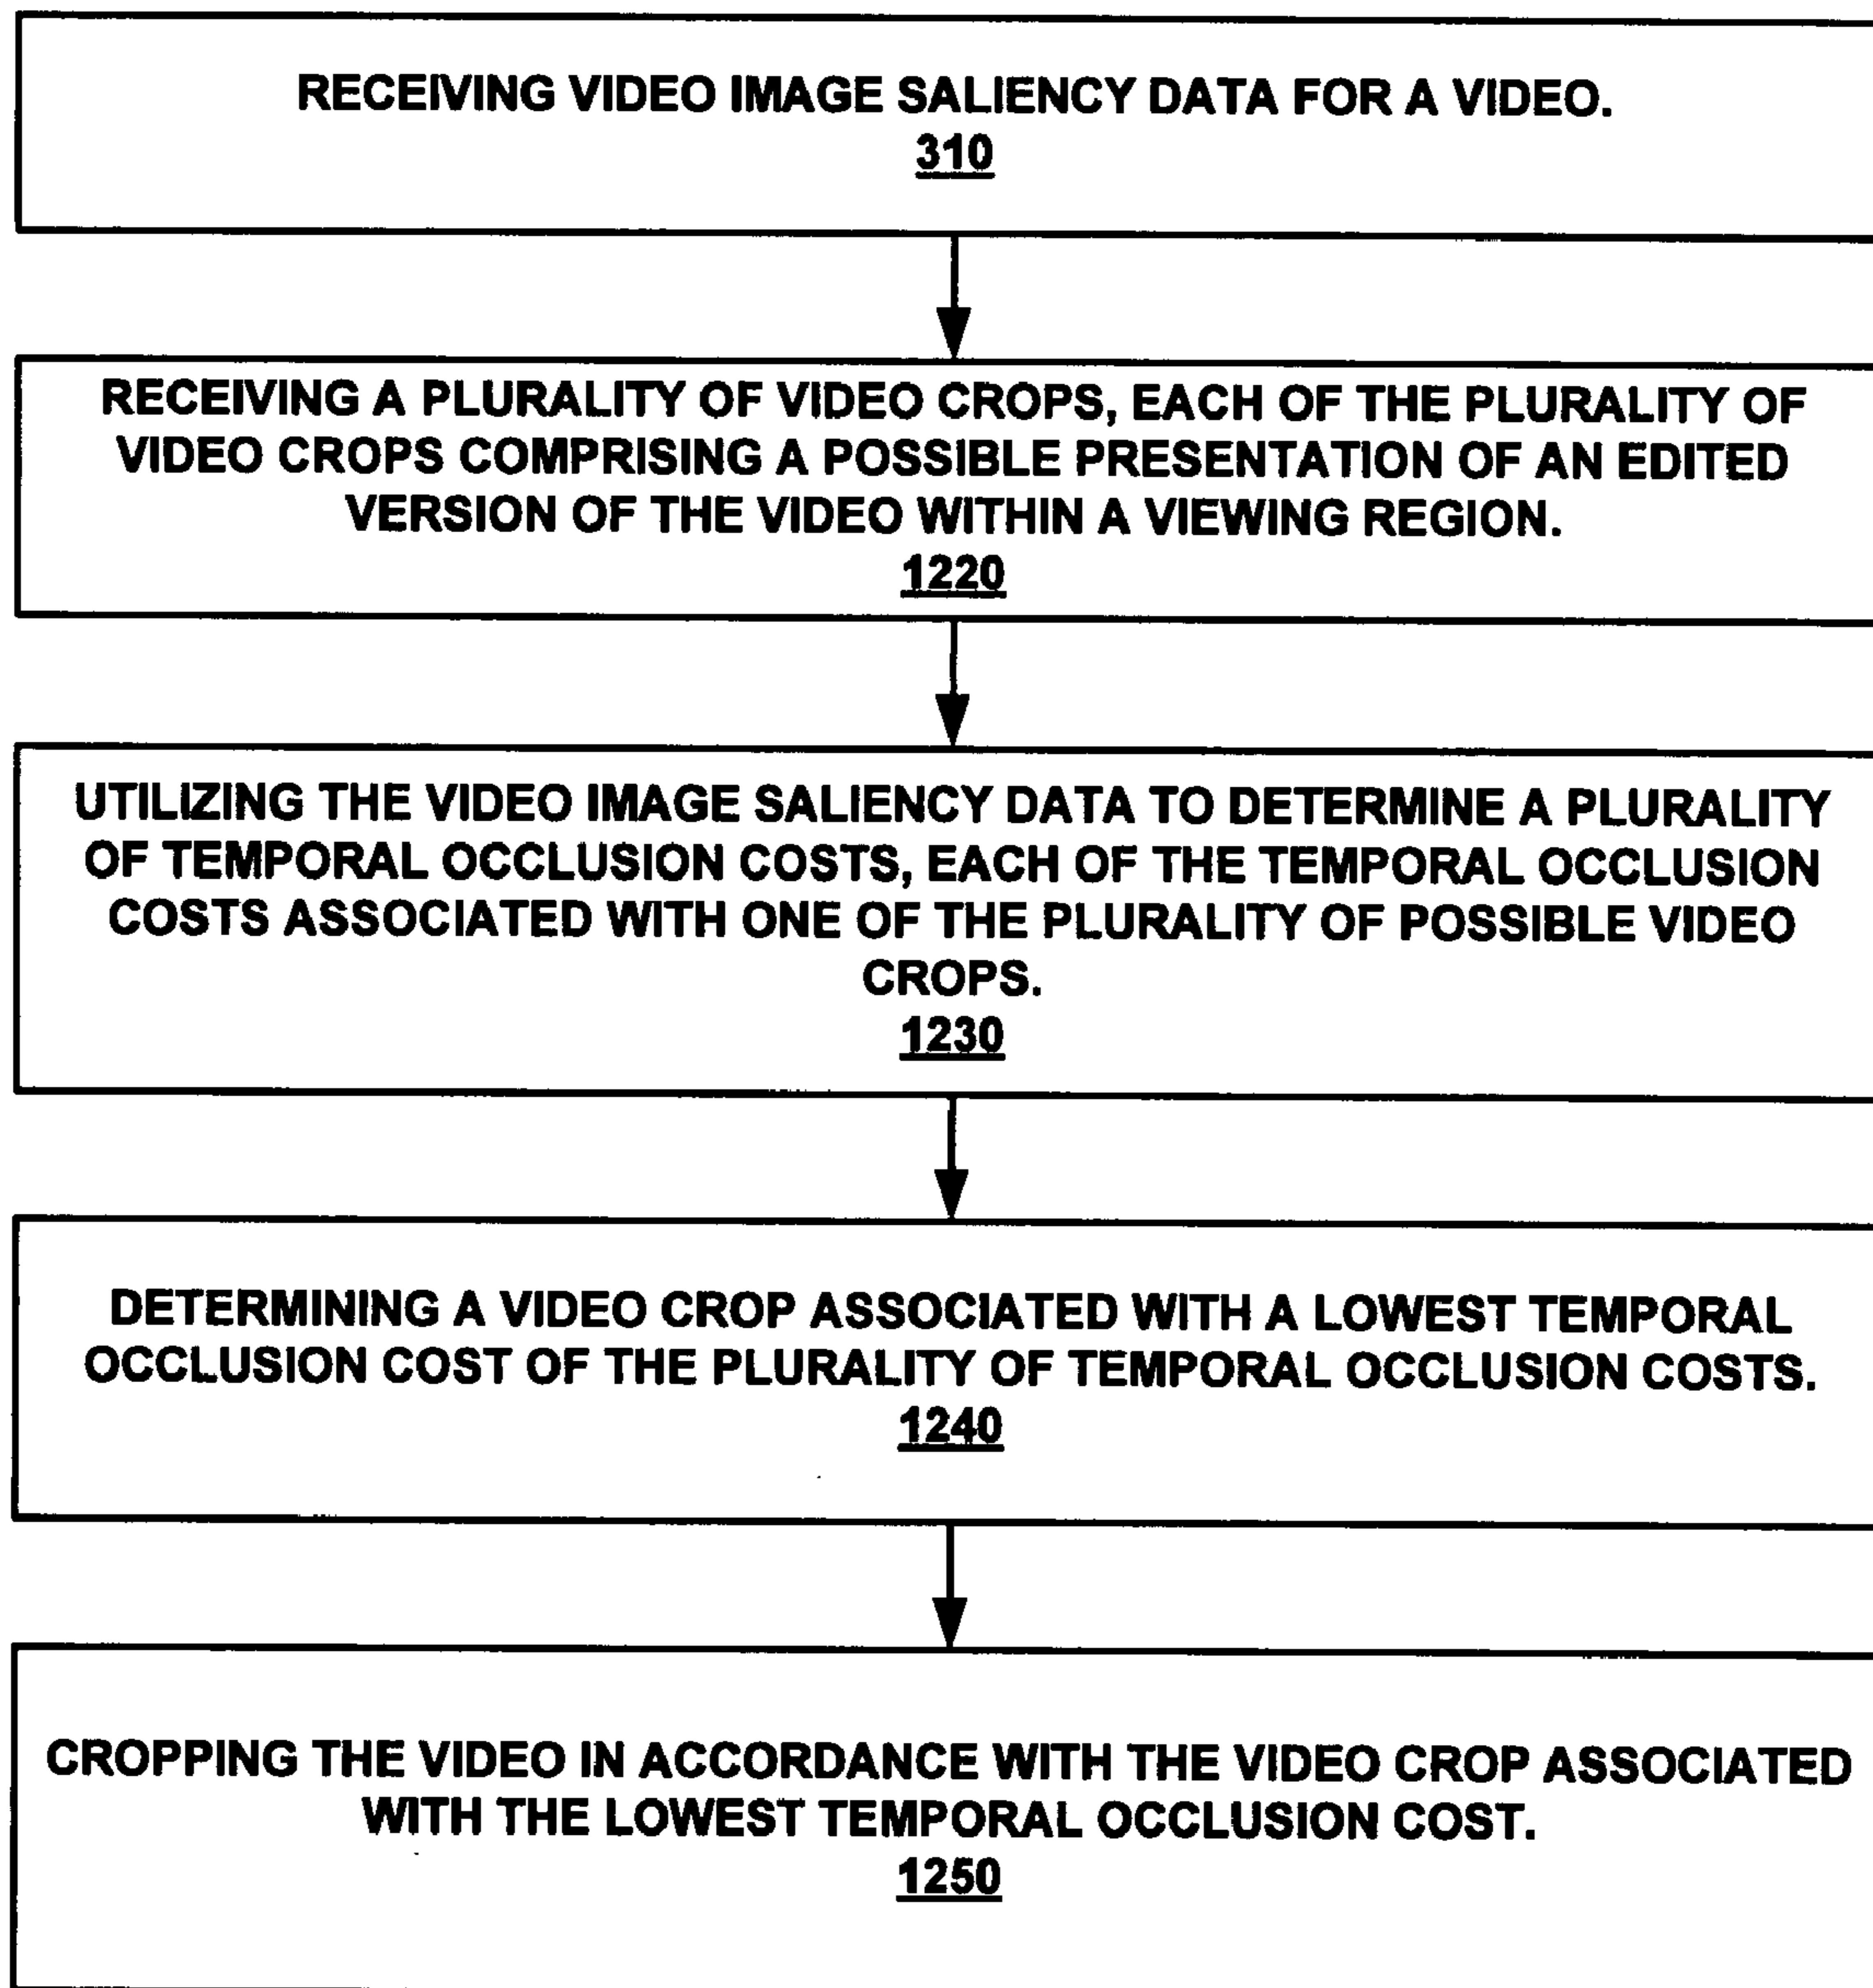 RECEIVING VIDEO IMAGE SALIENCY DATA FOR A VIDEO.
310
RECEIVING A PLURALITY OF VIDEO CROPS, EACH OF THE PLURALITY OF
VIDEO CROPS COMPRISING A POSSIBLE PRESENTATION OF AN EDITED
VERSION OF THE VIDEO WITHIN A VIEWING REGION.
1220
UTILIZING THE VIDEO IMAGE SALIENCY DATA TO DETERMINE A PLURALITY
OF TEMPORAL OCCLUSION COSTS, EACH OF THE TEMPORAL OCCLUSION
COSTS ASSOCIATED WITH ONE OF THE PLURALITY OF POSSIBLE VIDEO
CROPS.
1230
DETERMINING A VIDEO CROP ASSOCIATED WITH A LOWEST TEMPORAL
OCCLUSION COST OF THE PLURALITY OF TEMPORAL OCCLUSION COSTS.
1240
CROPPING THE VIDEO IN ACCORDANCE WITH THE VIDEO CROP ASSOCIATED
WITH THE LOWEST TEMPORAL OCCLUSION COST.
1250